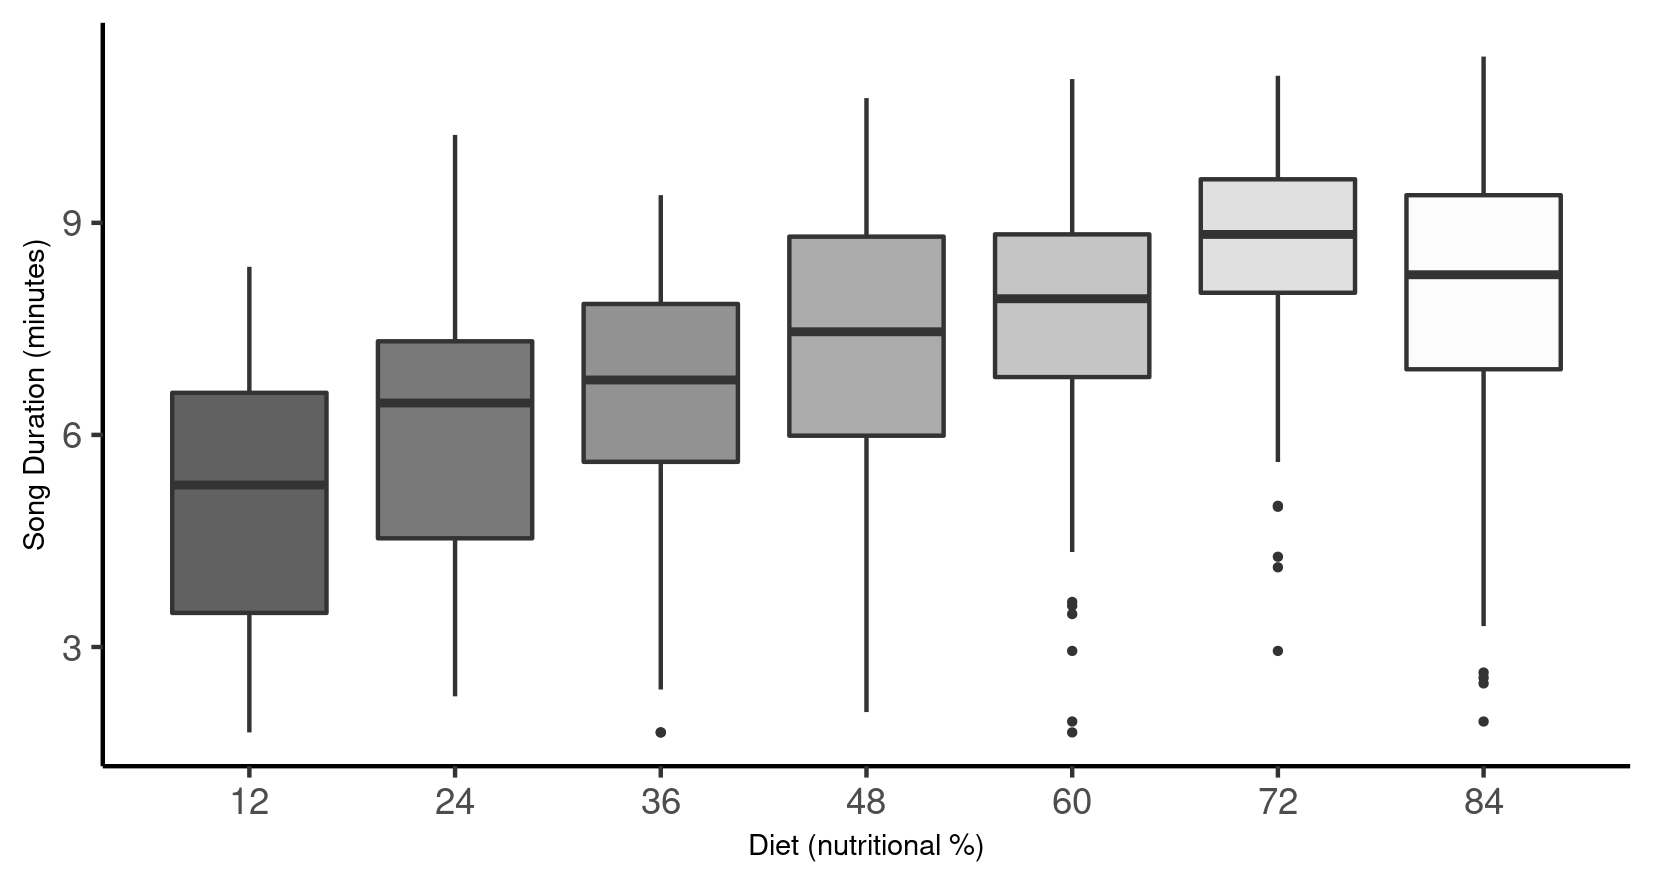 Song Duration (minutes)
9
6
3
12 24 36 48 60 72 84
Diet (nutritional %)